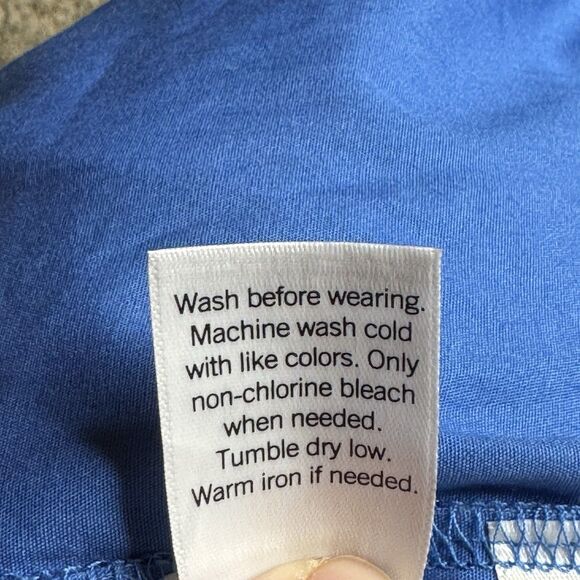 Wash before wearing.
Machine wash cold
with like colors. Only
non-chlorine bleach
when needed.
Tumble dry low.
Warm iron if needed.